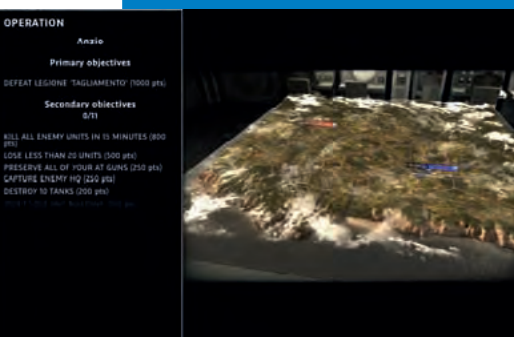 OPERATION
Anzio
Primary objectives
DEFEAT LEGIONE 'TAGLIAMENTO' (1000 pts)
Secondary objectives
0/11
KILL ALL ENEMY UNITS IN 15 MINUTES (800
pts)
LOSE LESS THAN 20 UNITS (500 pts)
PRESERVE ALL OF YOUR AT GUNS (250 pts)
CAPTURE ENEMY HQ (250 pts)
DESTROY 10 TANKS (200 pts)